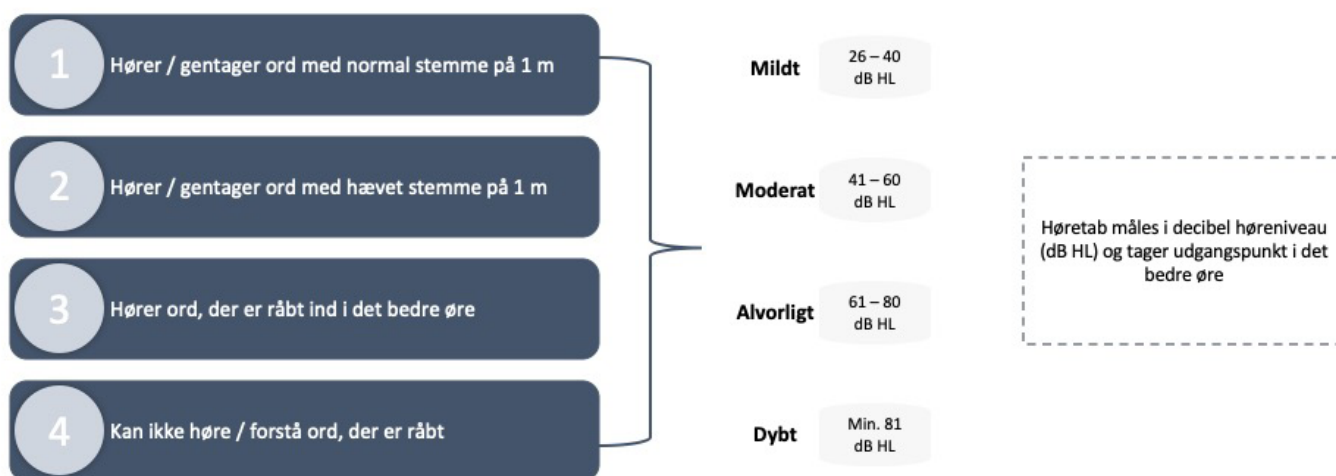 1
Hører / gentager ord med normal stemme på 1 m
Mildt
26 – 40
dB HL
2
Hører / gentager ord med hævet stemme på 1 m
Moderat
41 – 60
dB HL
3
Hører ord, der er råbt ind i det bedre øre
Alvorligt
61 – 80
dB HL
4
Kan ikke høre / forstå ord, der er råbt
Dybt
Min. 81
dB HL
Høretab måles i decibel høreniveau
(dB HL) og tager udgangspunkt i det
bedre øre